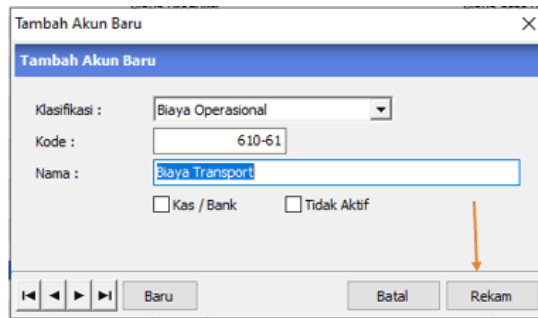 Tambah Akun Baru
Tambah Akun Baru
Klasifikasi : Biaya Operasional
Kode : 610-61
Nama : Biaya Transport
Kas / Bank Tidak Aktif
Baru Batal Rekam